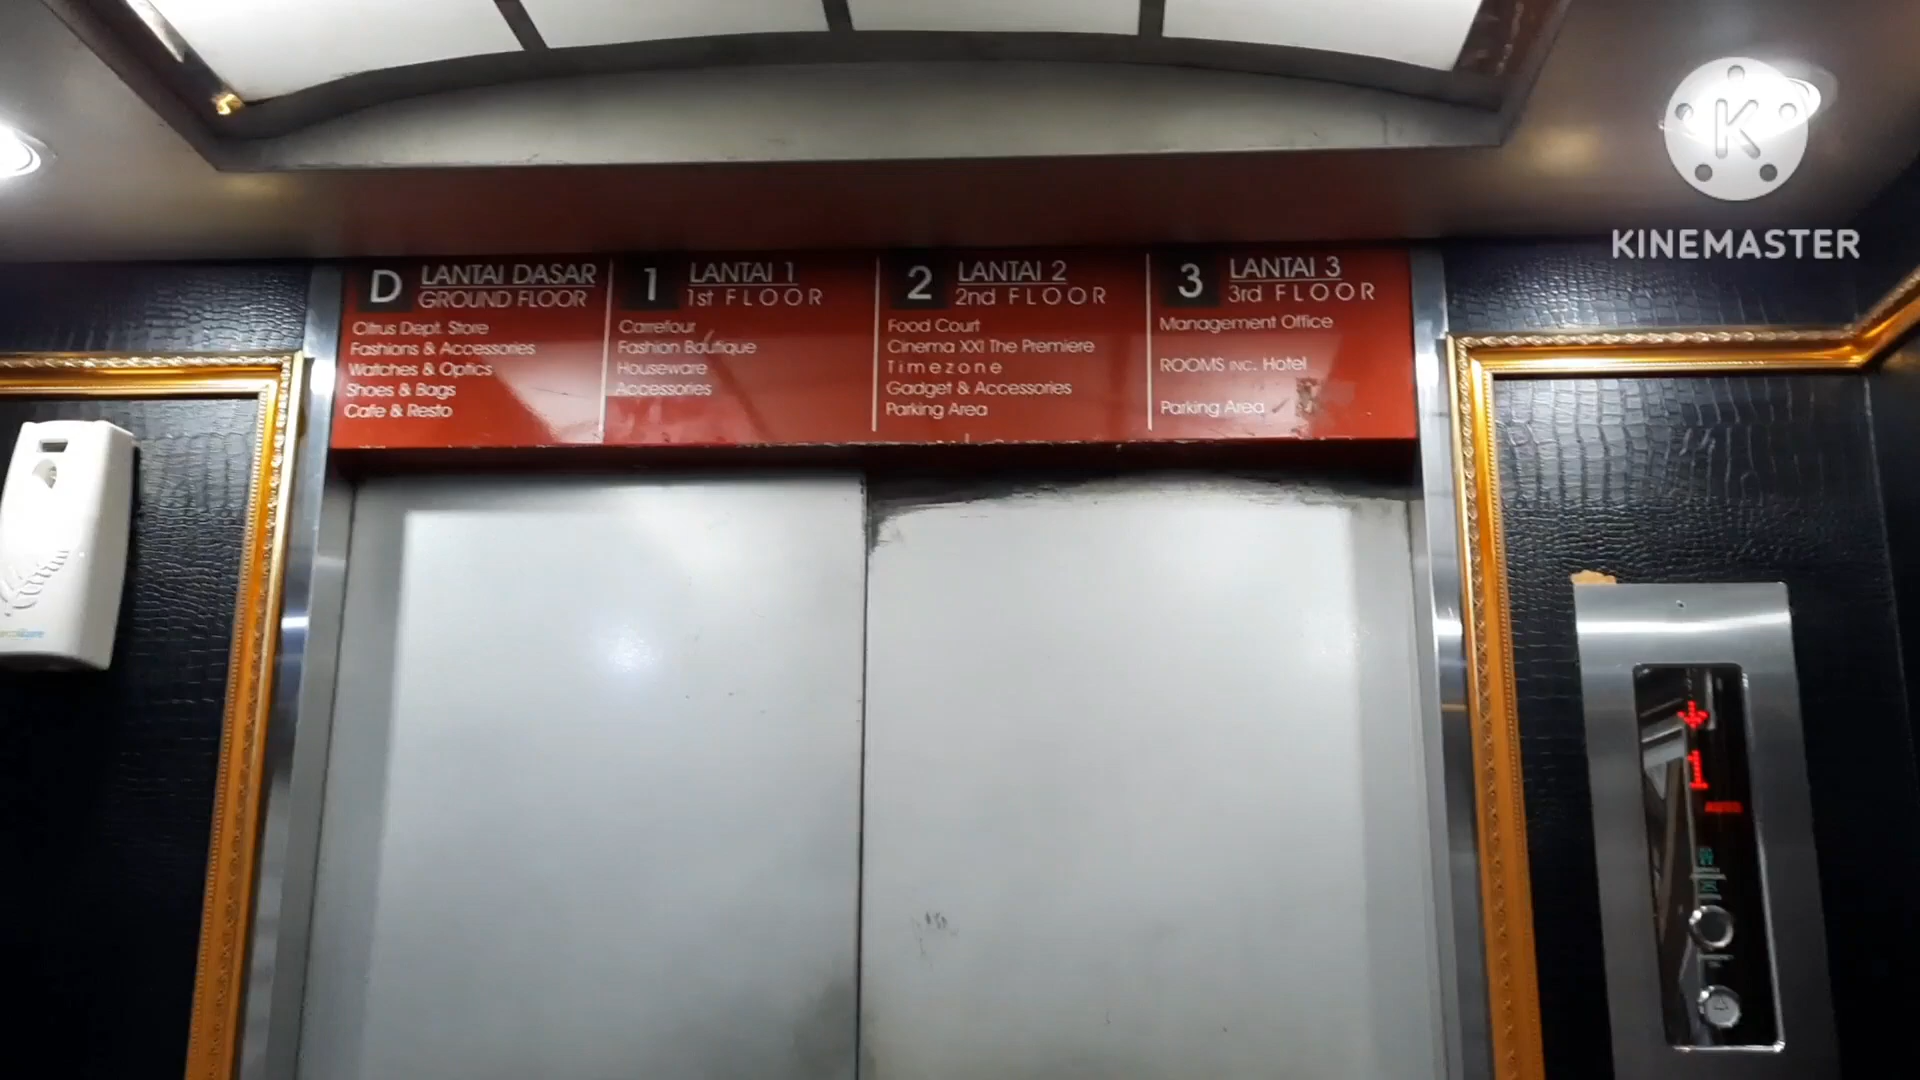 K
KINEMASTER
D
LANTAI DASAR
GROUND FLOOR
Citrus Dept. Store
Fashions & Accessories
Watches & Optics
Shoes & Bags
Cafe & Resto
1
LANTAI 1
1st FLOOR
Carrefour
Fashion Boutique
Houseware
Accessories
2
LANTAI 2
2nd FLOOR
Food Court
Cinema XXI The Premiere
Timezone
Gadget & Accessories
Parking Area
3
LANTAI 3
3rd FLOOR
Management Office
ROOMS INC. Hotel
Parking Area
1